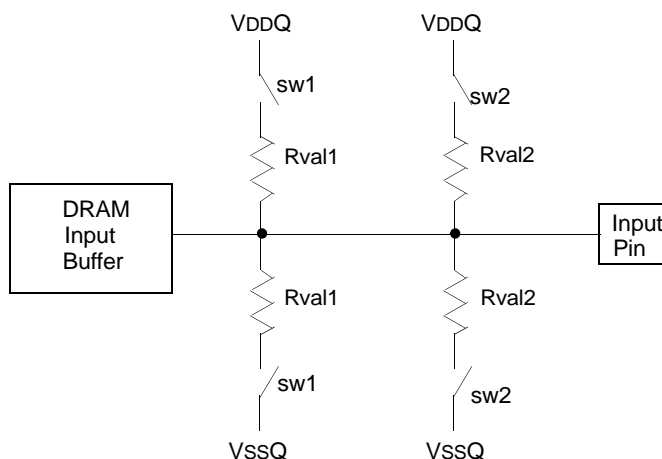 VDDQ VDDQ
sw1 sw2
Rval1 Rval2
DRAM
Input
Buffer
Input
Pin
Rval1 Rval2
sw1 sw2
VSSQ VSSQ